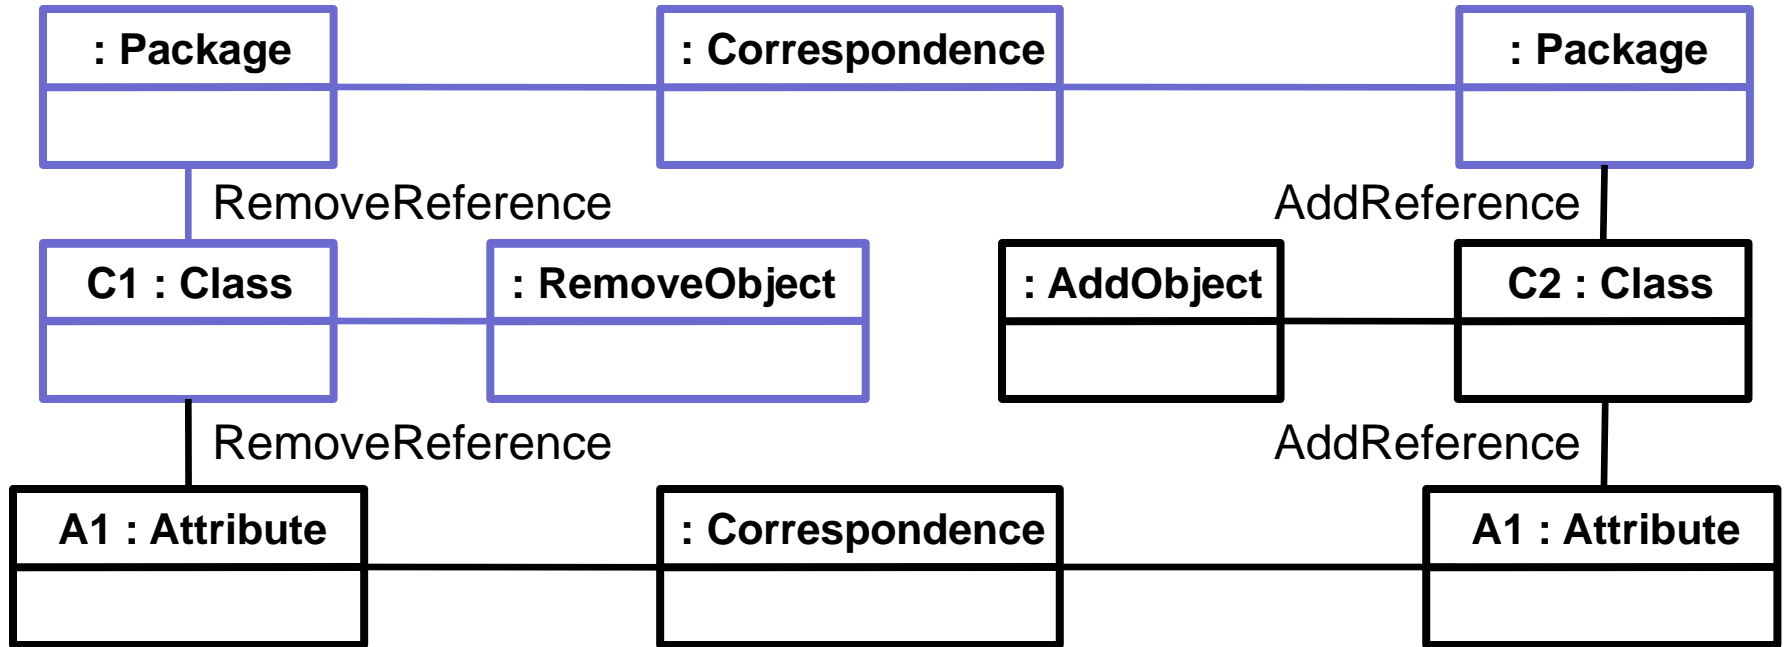 : Package
: Correspondence
: Package
RemoveReference
AddReference
C1 : Class
: RemoveObject
: AddObject
C2 : Class
RemoveReference
AddReference
A1 : Attribute
: Correspondence
A1 : Attribute